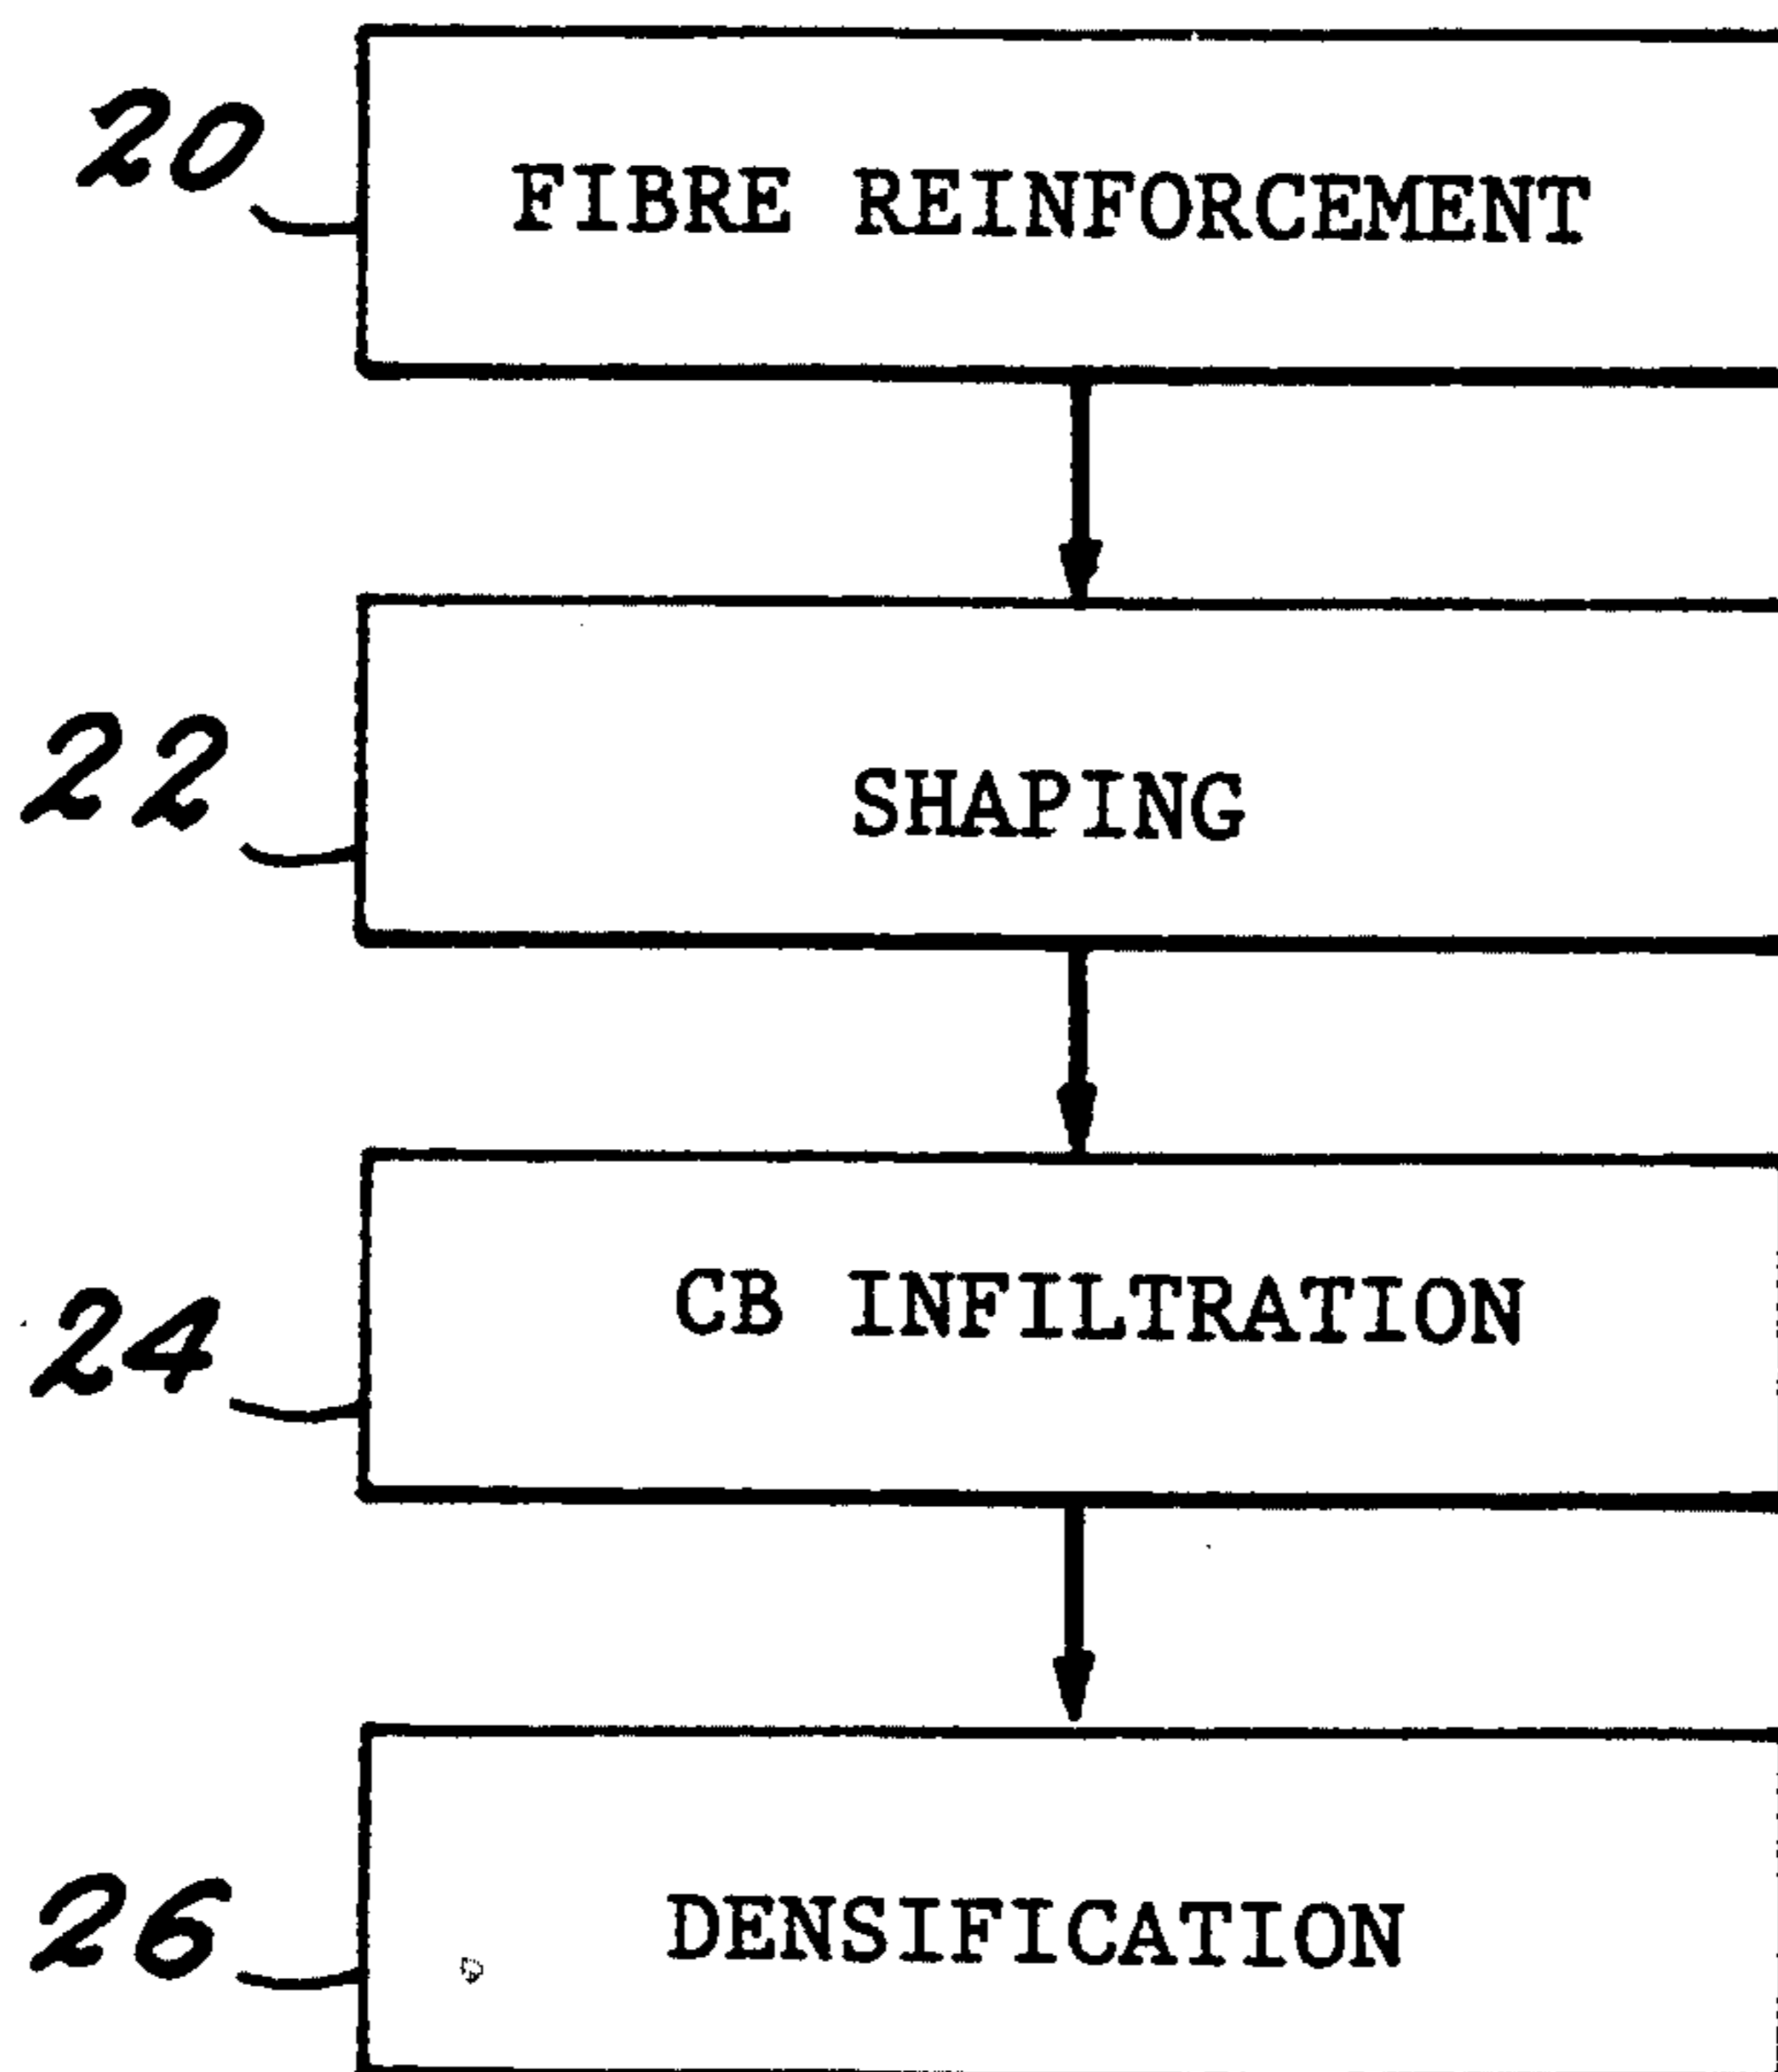 20
FIBRE REINFORCEMENT
22
SHAPING
24
CB INFILTRATION
26
DENSIFICATION